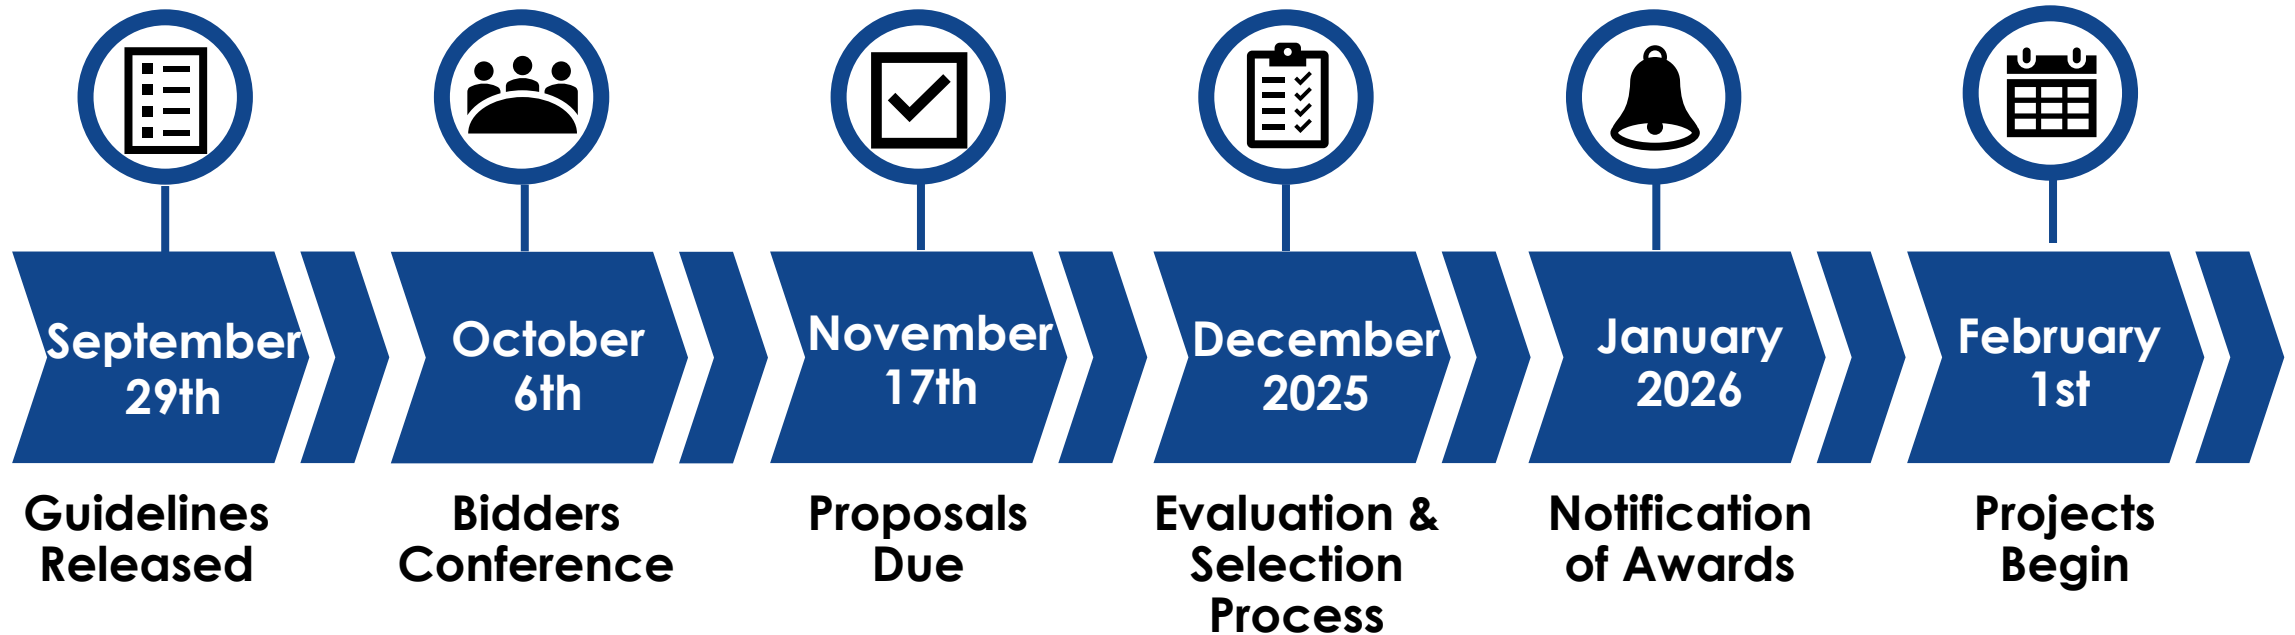 September
29th
October
6th
November
17th
December
2025
January
2026
February
1st
Guidelines
Released
Bidders
Conference
Proposals
Due
Evaluation &
Selection
Process
Notification
of Awards
Projects
Begin